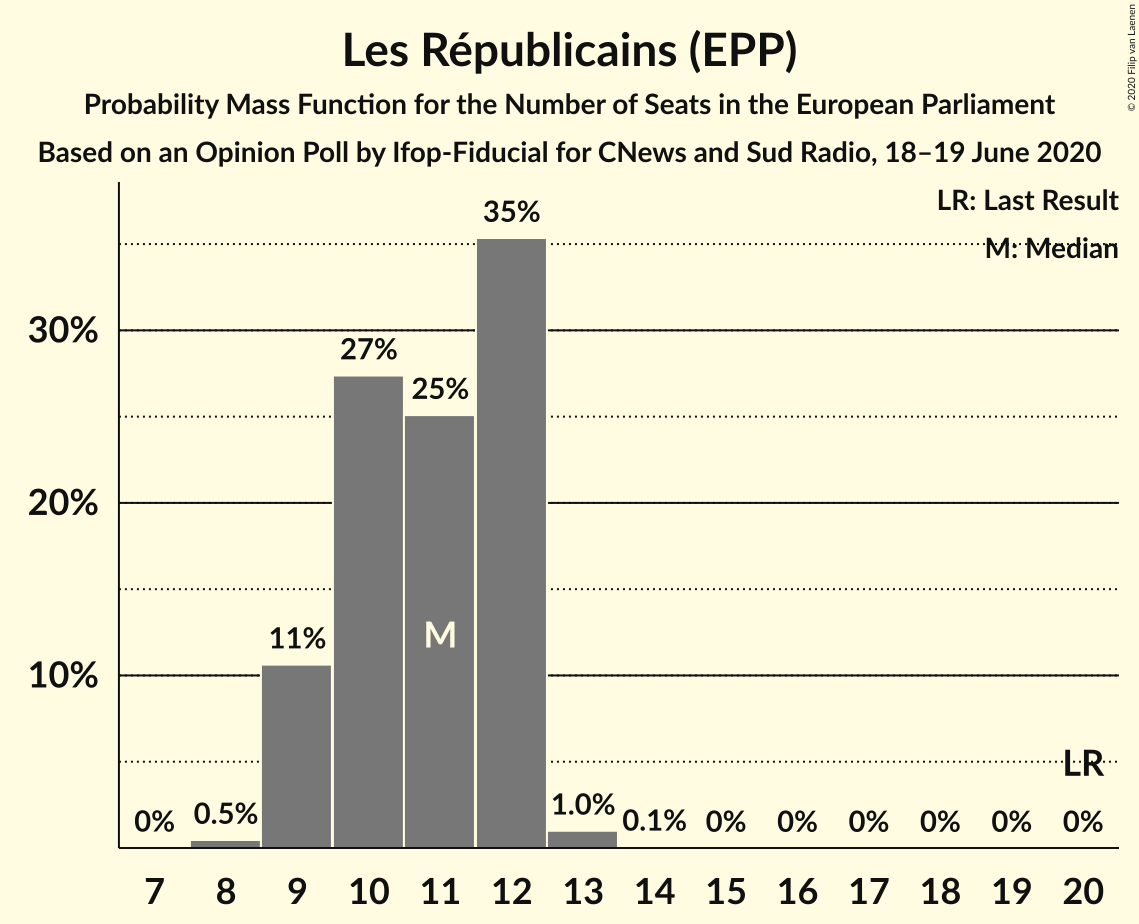 Les Républicains (EPP)
Probability Mass Function for the Number of Seats in the European Parliament
Based on an Opinion Poll by Ifop-Fiducial for CNews and Sud Radio, 18–19 June 2020
© 2020 Filip van Laenen
LR: Last Result
M: Median
30%
20%
10%
0%
0.5%
11%
27%
25%
35%
1.0%
0.1%
0%
0%
0%
0%
0%
0%
M
LR
7 8 9 10 11 12 13 14 15 16 17 18 19 20